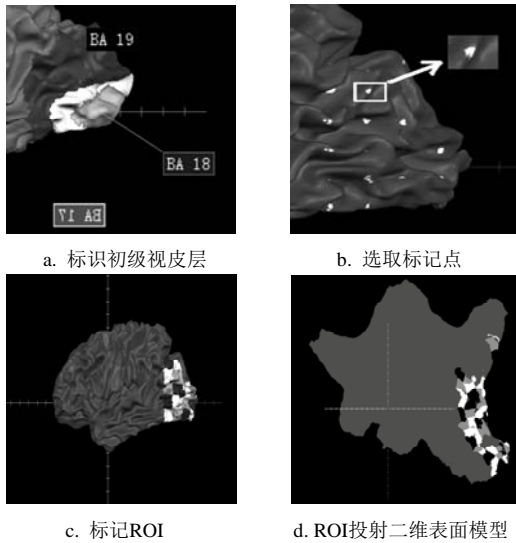 BA 19
BA 18
BA 17
a. 标识初级视皮层
b. 选取标记点
c. 标记ROI
d. ROI投射二维表面模型